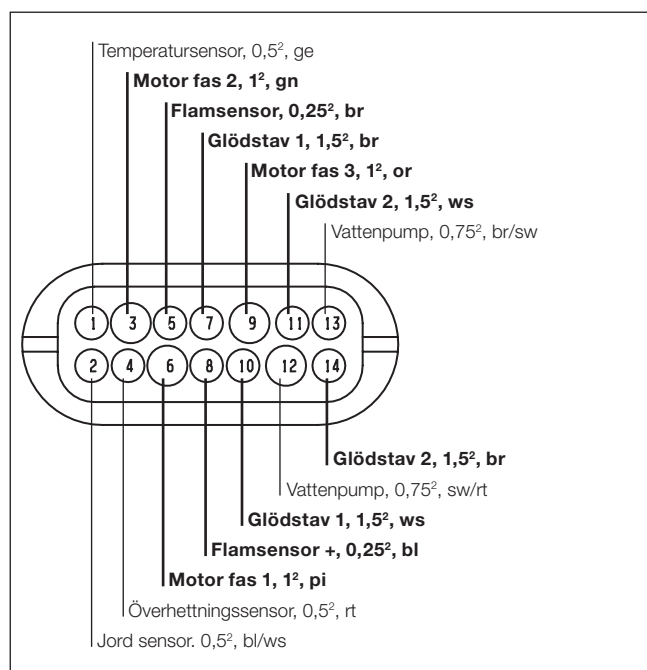 Temperatursensor, 0,5², ge
Motor fas 2, 1², gn
Flamsensor, 0,25², br
Glödstav 1, 1,5², br
Motor fas 3, 1², or
Glödstav 2, 1,5², ws
Vattenpump, 0,75², br/sw
1 3 5 7 9 11 13
2 4 6 8 10 12 14
Glödstav 2, 1,5², br
Vattenpump, 0,75², sw/rt
Glödstav 1, 1,5², ws
Flamsensor +, 0,25², bl
Motor fas 1, 1², pi
Överhettningssensor, 0,5², rt
Jord sensor. 0,5², bl/ws